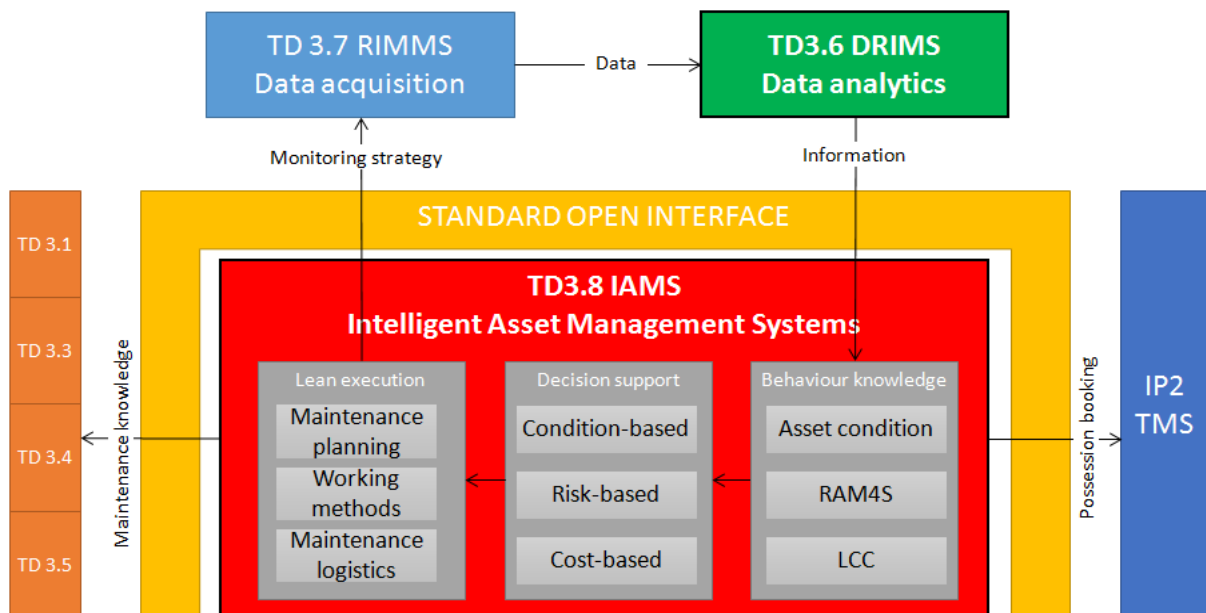 TD 3.7 RIMMS
Data acquisition
Data
TD3.6 DRIMS
Data analytics
Monitoring strategy
Information
STANDARD OPEN INTERFACE
TD 3.1
TD 3.3
TD 3.4
TD 3.5
Maintenance knowledge
TD3.8 IAMS
Intelligent Asset Management Systems
Lean execution
Maintenance
planning
Working
methods
Maintenance
logistics
Decision support
Condition-based
Risk-based
Cost-based
Behaviour knowledge
Asset condition
RAM4S
LCC
Possession booking
IP2
TMS